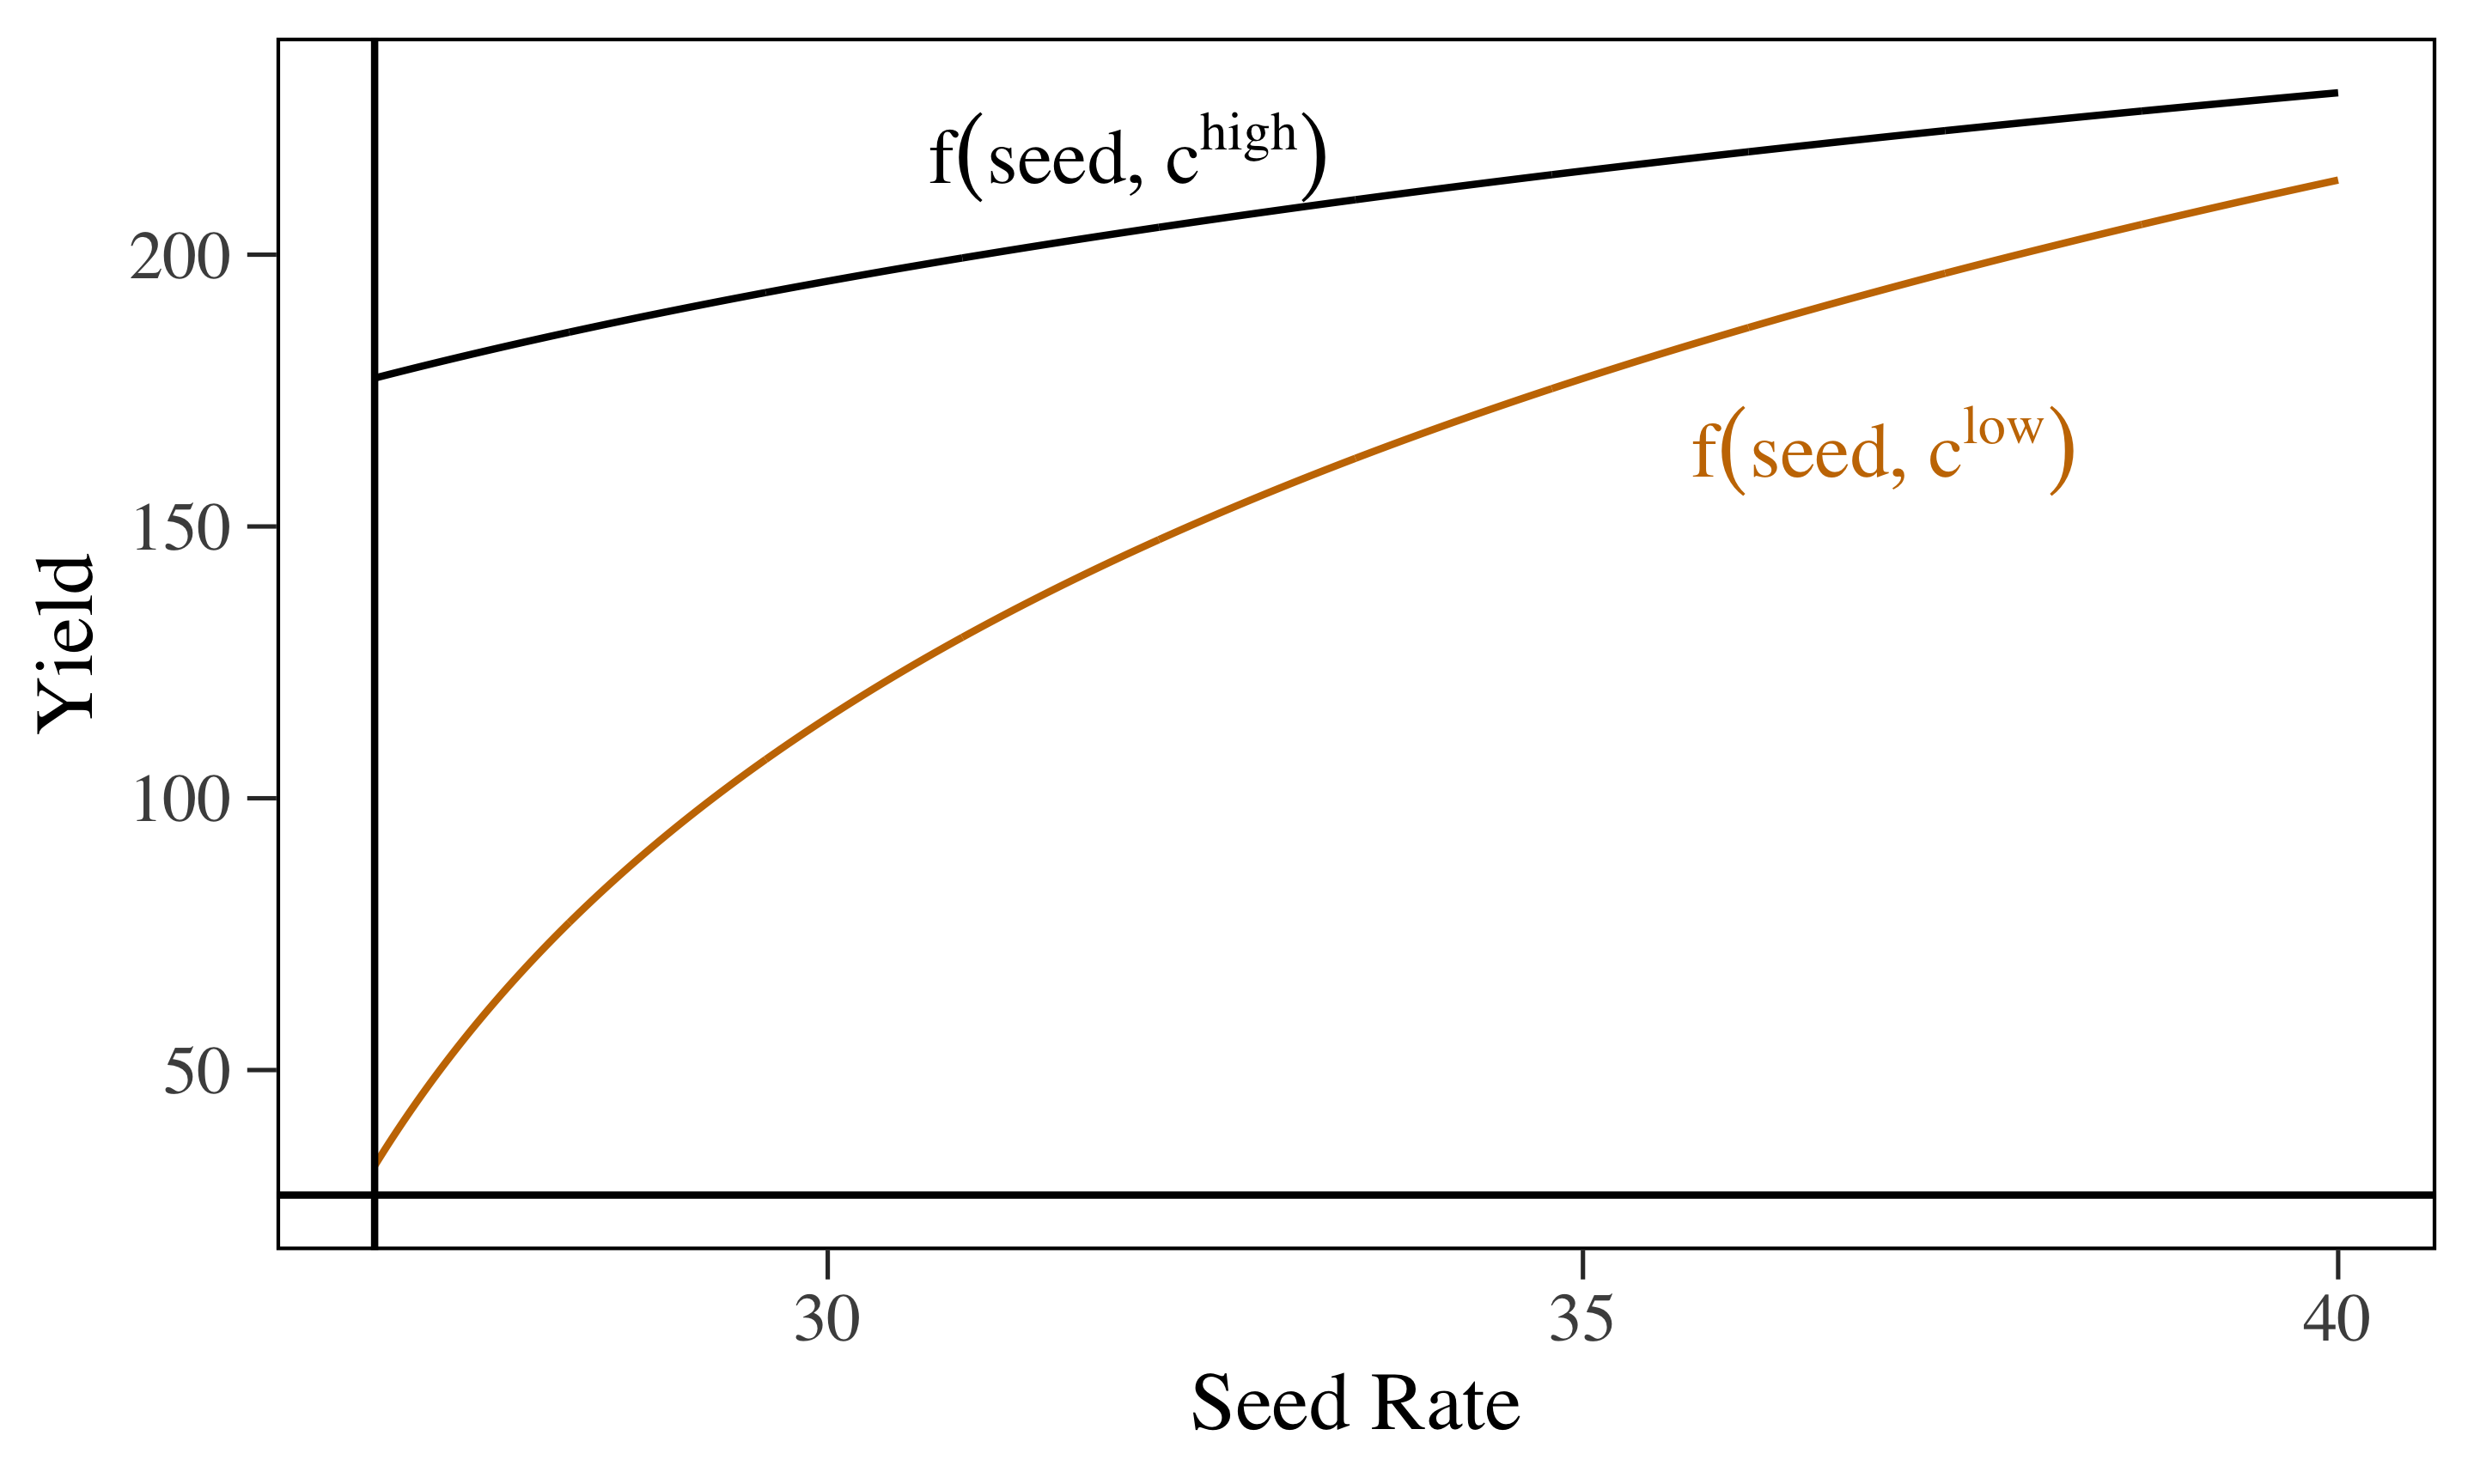 f(seed, c^high)
200
f(seed, c^low)
150
Yield
100
50
30
35
40
Seed Rate